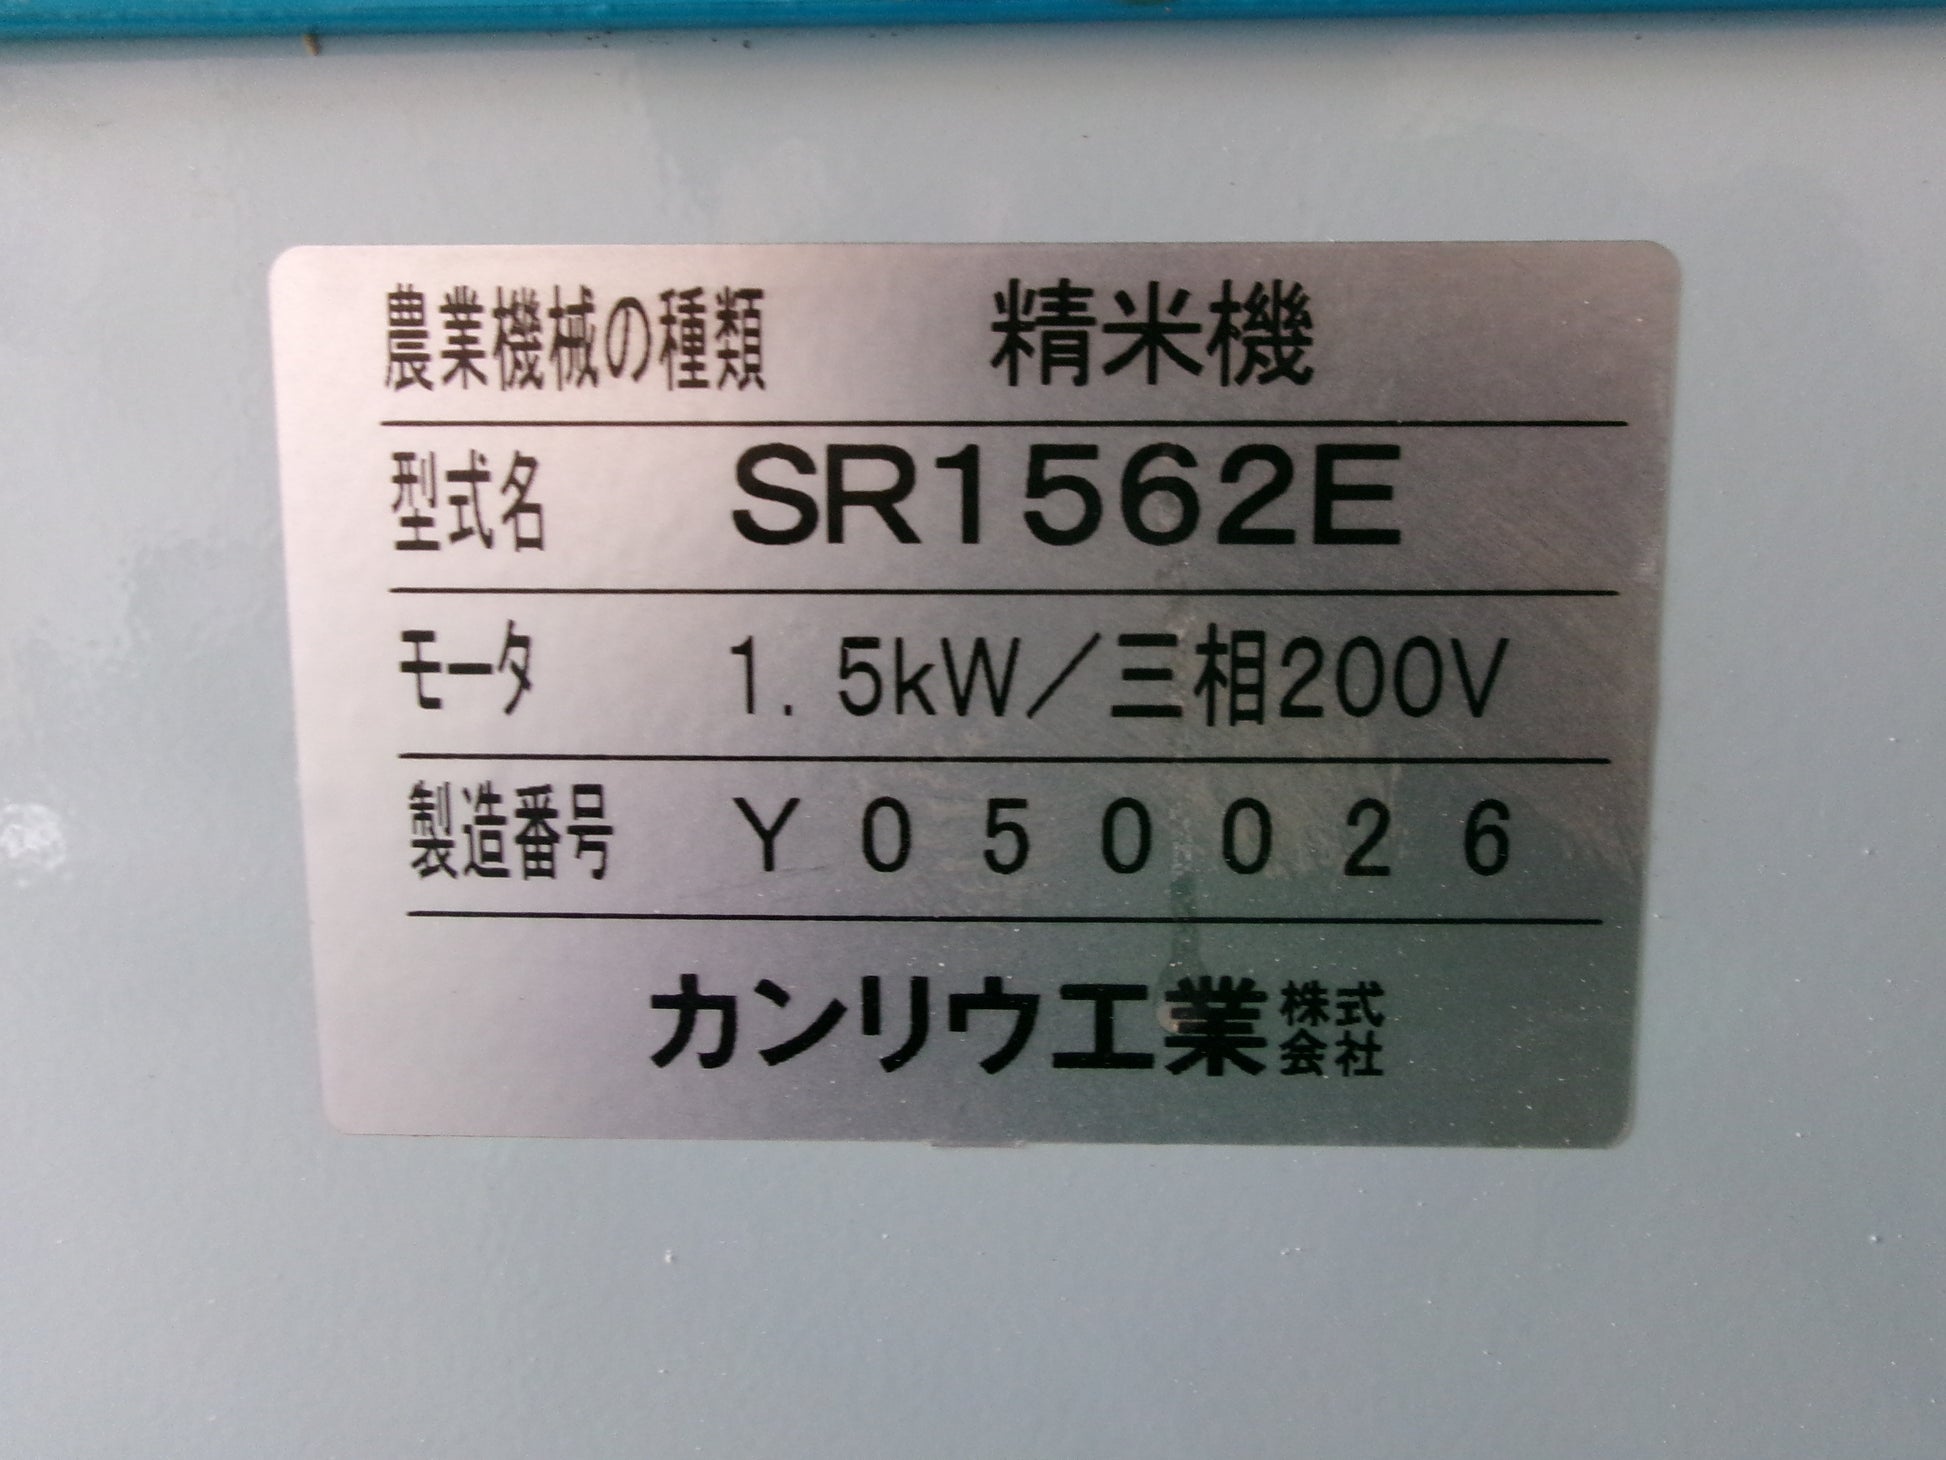 農業機械の種類 精米機
型式名 SR1562E
モータ 1.5kW/三相200V
製造番号 Y050026
カンリウ工業株式会社